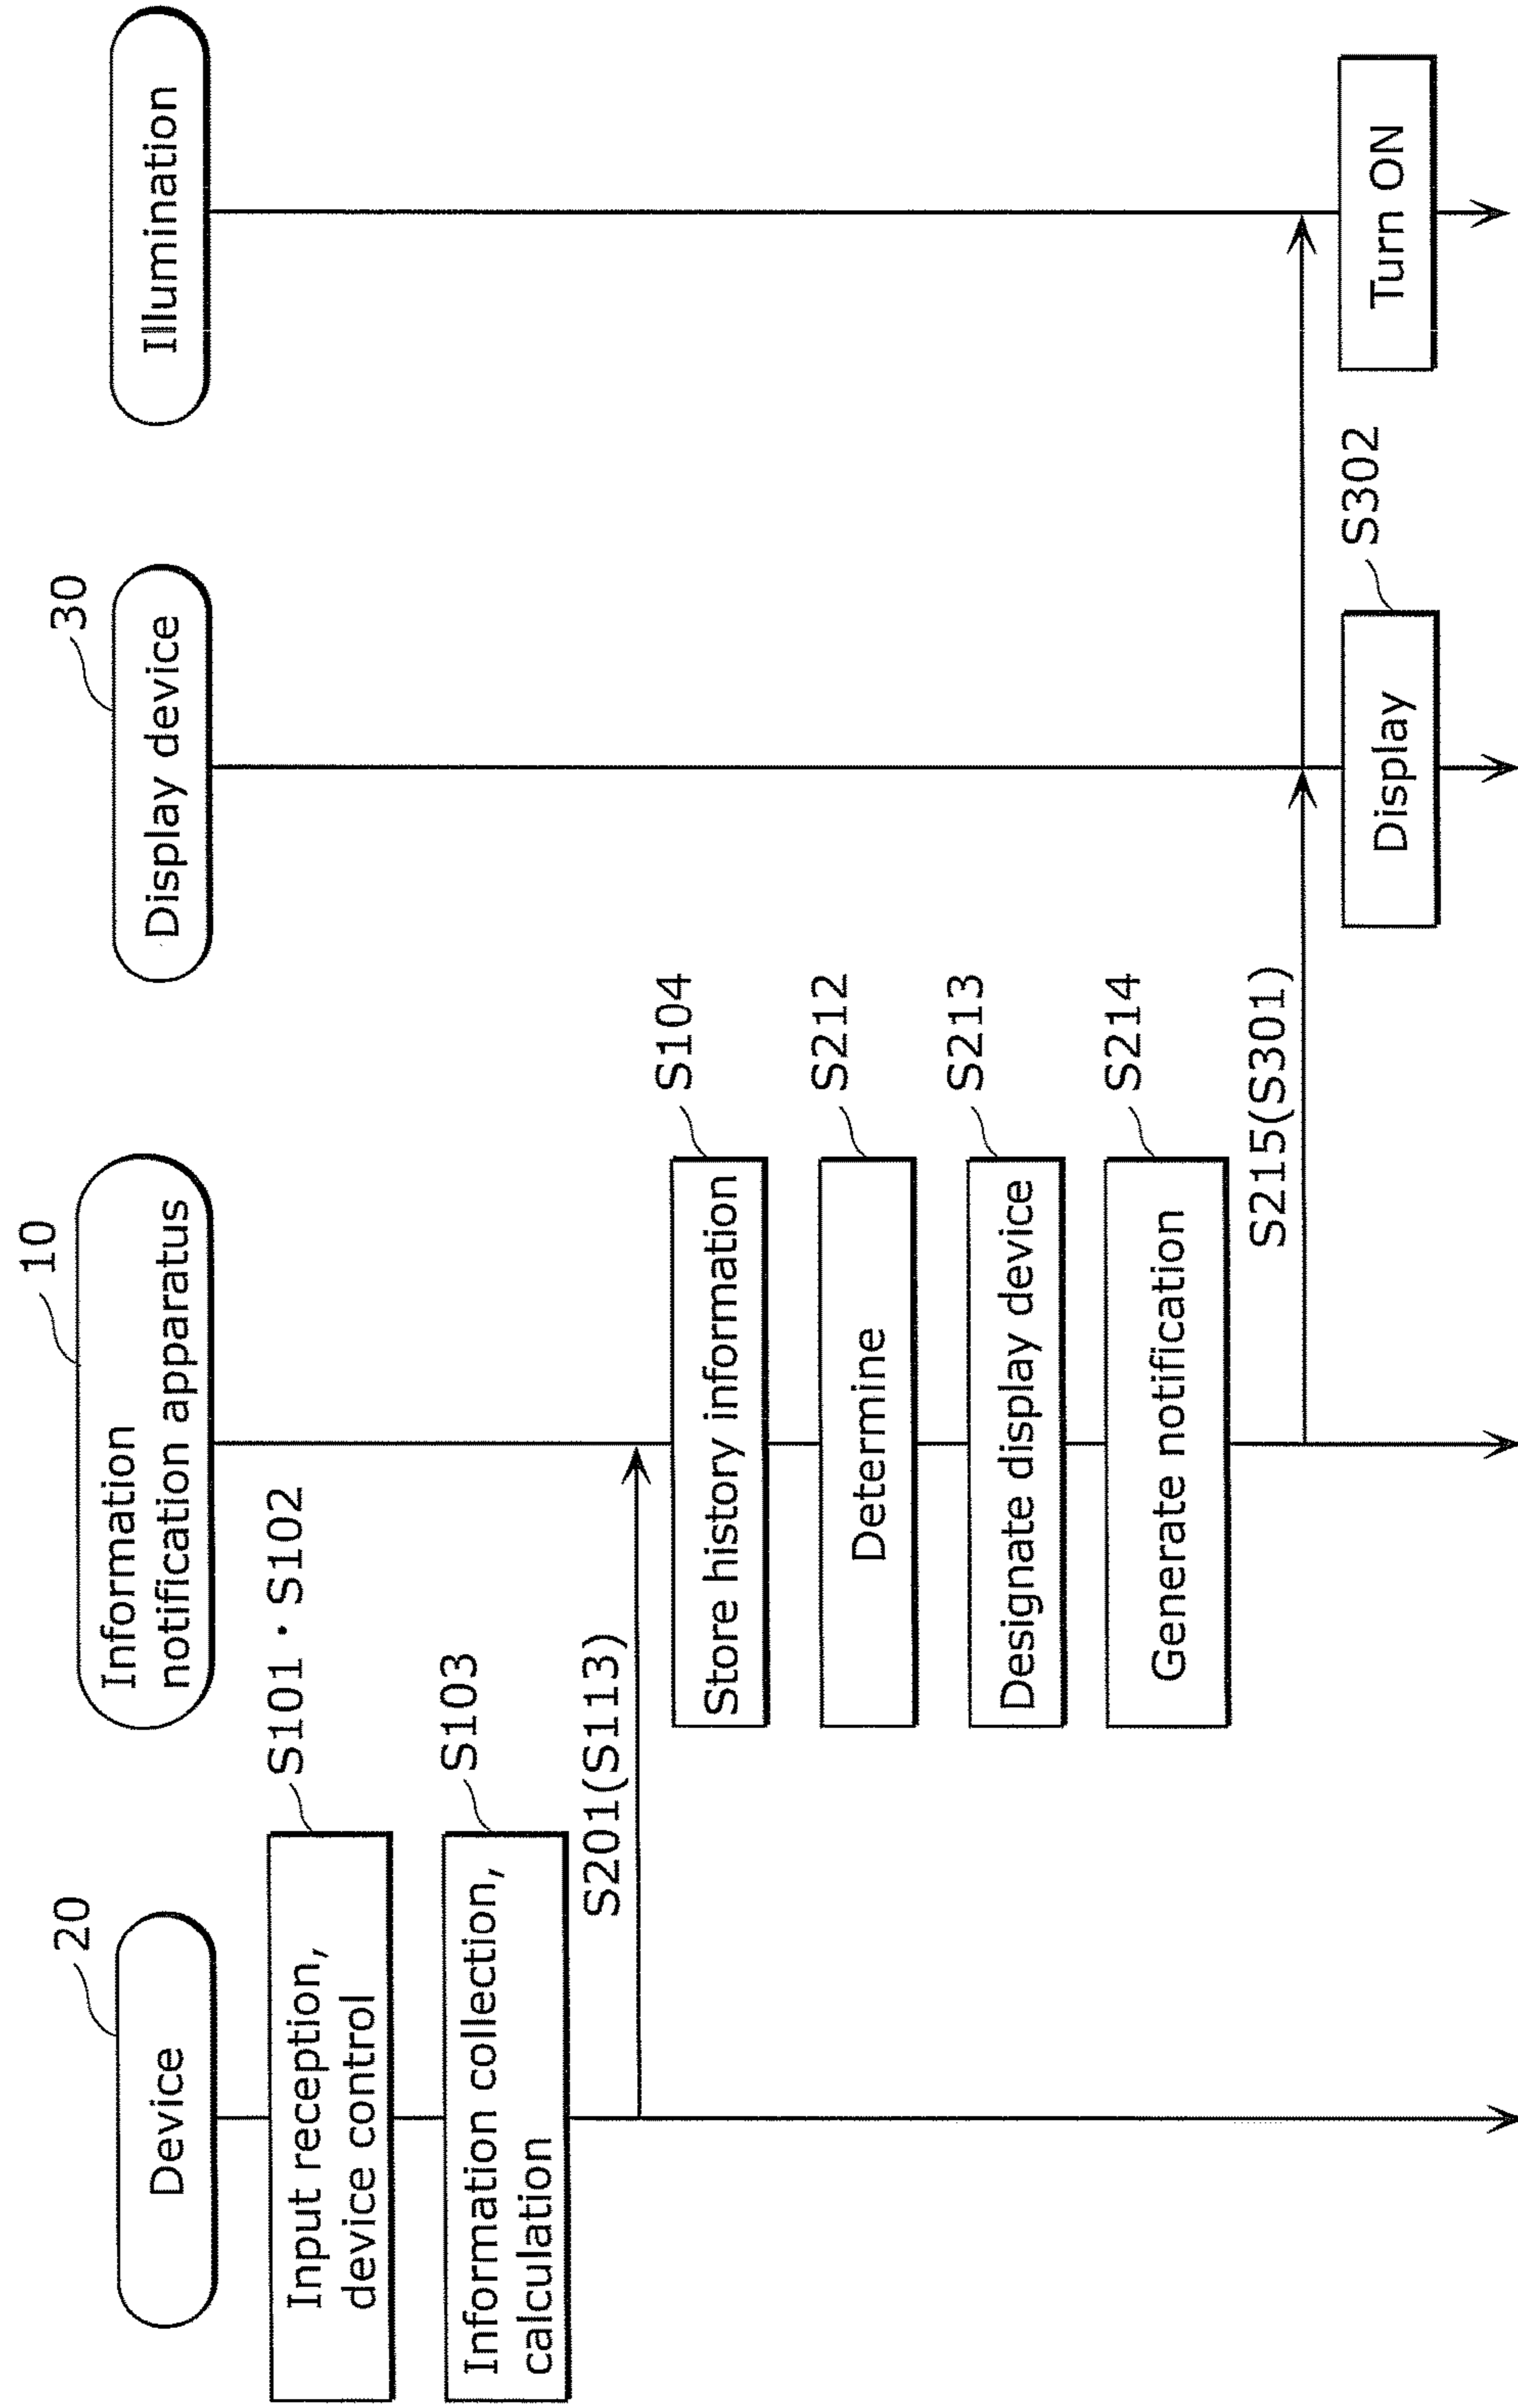 20
Device
10
Information
notification apparatus
30
Display device
Illumination
S101・S102
Input reception,
device control
S103
Information collection,
calculation
S201(S113)
S104
Store history information
S212
Determine
S213
Designate display device
S214
Generate notification
S215(S301)
S302
Display
Turn ON